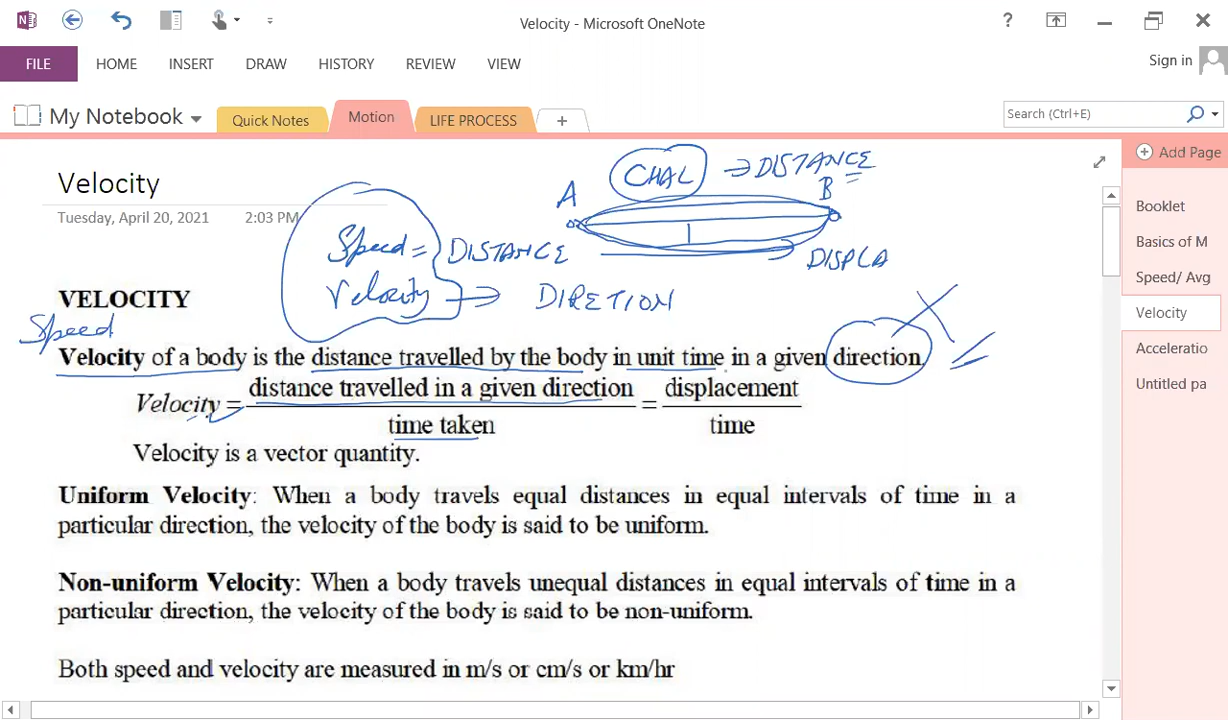 Velocity - Microsoft OneNote
?
FILE HOME INSERT DRAW HISTORY REVIEW VIEW
Sign in
My Notebook
Quick Notes
Motion
LIFE PROCESS
+
Search (Ctrl+E)
Add Page
Booklet
Basics of M
Speed/ Avg
Velocity
Acceleratio
Untitled pa
Velocity
Tuesday, April 20, 2021 2:03 PM
CHAL → DISTANCE
A B
DISPLA
Speed = DISTANCE
Velocity → DIRETION
VELOCITY
Speed
Velocity of a body is the distance travelled by the body in unit time in a given direction.
Velocity = distance travelled in a given direction / time taken = displacement / time
Velocity is a vector quantity.
Uniform Velocity: When a body travels equal distances in equal intervals of time in a
particular direction, the velocity of the body is said to be uniform.
Non-uniform Velocity: When a body travels unequal distances in equal intervals of time in a
particular direction, the velocity of the body is said to be non-uniform.
Both speed and velocity are measured in m/s or cm/s or km/hr